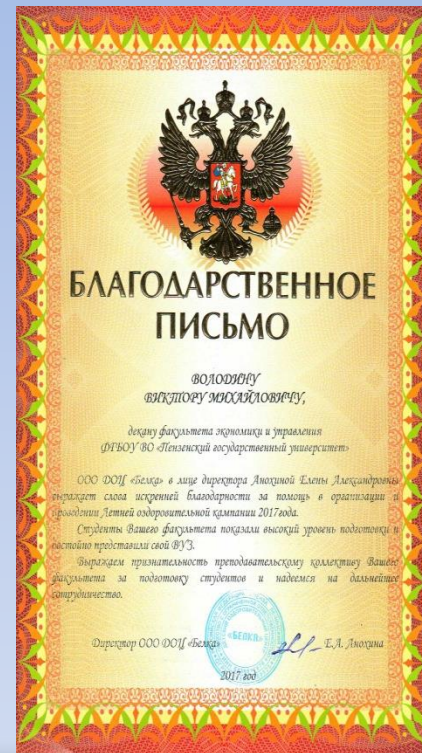 БЛАГОДАРСТВЕННОЕ
ПИСЬМО
ВОЛОДИНУ
ВИКТОРУ МИХАЙЛОВИЧУ,
декану факультета экономики и управления
ФГБОУ ВО «Пензенский государственный университет»
ООО ДОЦ «Белка» в лице директора Анохиной Елены Александровны
выражает слова искренней благодарности за помощь в организации и
проведении Летней оздоровительной кампании 2017года.
Студенты Вашего факультета показали высокий уровень подготовки и
достойно представили свой ВУЗ.
Выражаем признательность преподавательскому коллективу Вашего
факультета за подготовку студентов и надеемся на дальнейшее
сотрудничество.
«БЕЛКА»
Директор ООО ДОЦ «Белка» Е.А. Анохина
2017 год